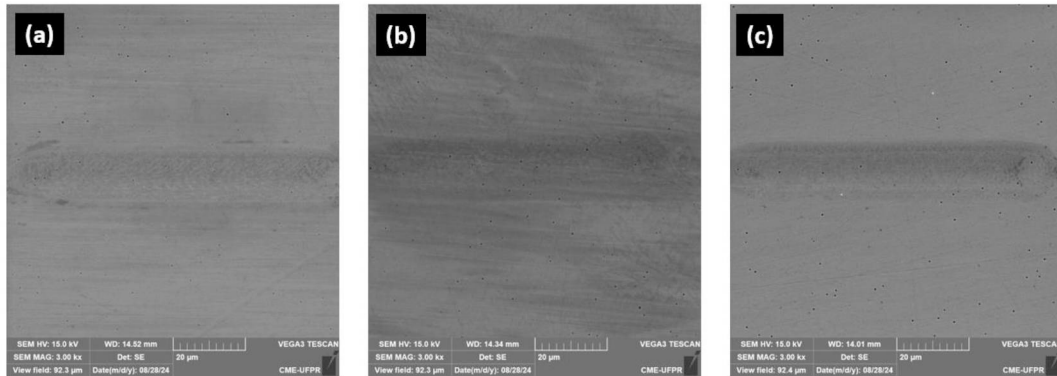 (a)
SEM HV: 15.0 kV WD: 14.52 mm VEGA3 TESCAN
SEM MAG: 3.00 kx Det: SE 20 µm
View field: 92.3 µm Date(m/d/y): 08/28/24 CME-UFPR
(b)
SEM HV: 15.0 kV WD: 14.34 mm VEGA3 TESCAN
SEM MAG: 3.00 kx Det: SE 20 µm
View field: 92.3 µm Date(m/d/y): 08/28/24 CME-UFPR
(c)
SEM HV: 15.0 kV WD: 14.01 mm VEGA3 TESCAN
SEM MAG: 3.00 kx Det: SE 20 µm
View field: 92.4 µm Date(m/d/y): 08/28/24 CME-UFPR